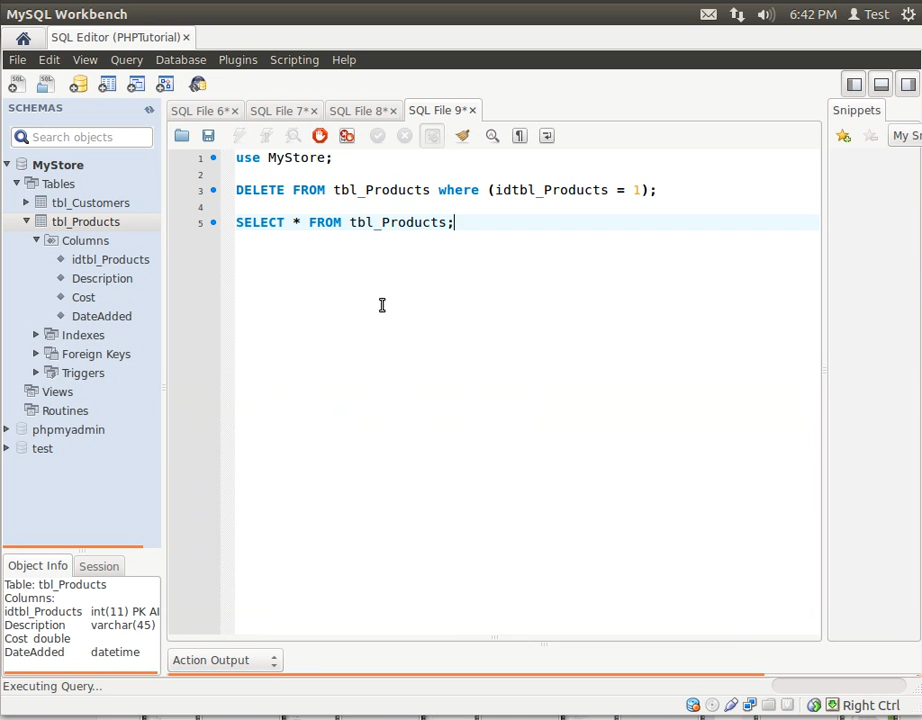 MySQL Workbench
6:42 PM Test
SQL Editor (PHPTutorial) ×
File Edit View Query Database Plugins Scripting Help
SCHEMAS
Search objects
MyStore
Tables
tbl_Customers
tbl_Products
Columns
idtbl_Products
Description
Cost
DateAdded
Indexes
Foreign Keys
Triggers
Views
Routines
phpmyadmin
test
SQL File 6*× SQL File 7*× SQL File 8*× SQL File 9*×
1 use MyStore;
2
3 DELETE FROM tbl_Products where (idtbl_Products = 1);
4
5 SELECT * FROM tbl_Products;
Snippets
My Sn
Object Info Session
Table: tbl_Products
Columns:
idtbl_Products int(11) PK AI
Description varchar(45)
Cost double
DateAdded datetime
Action Output
Executing Query...
Right Ctrl